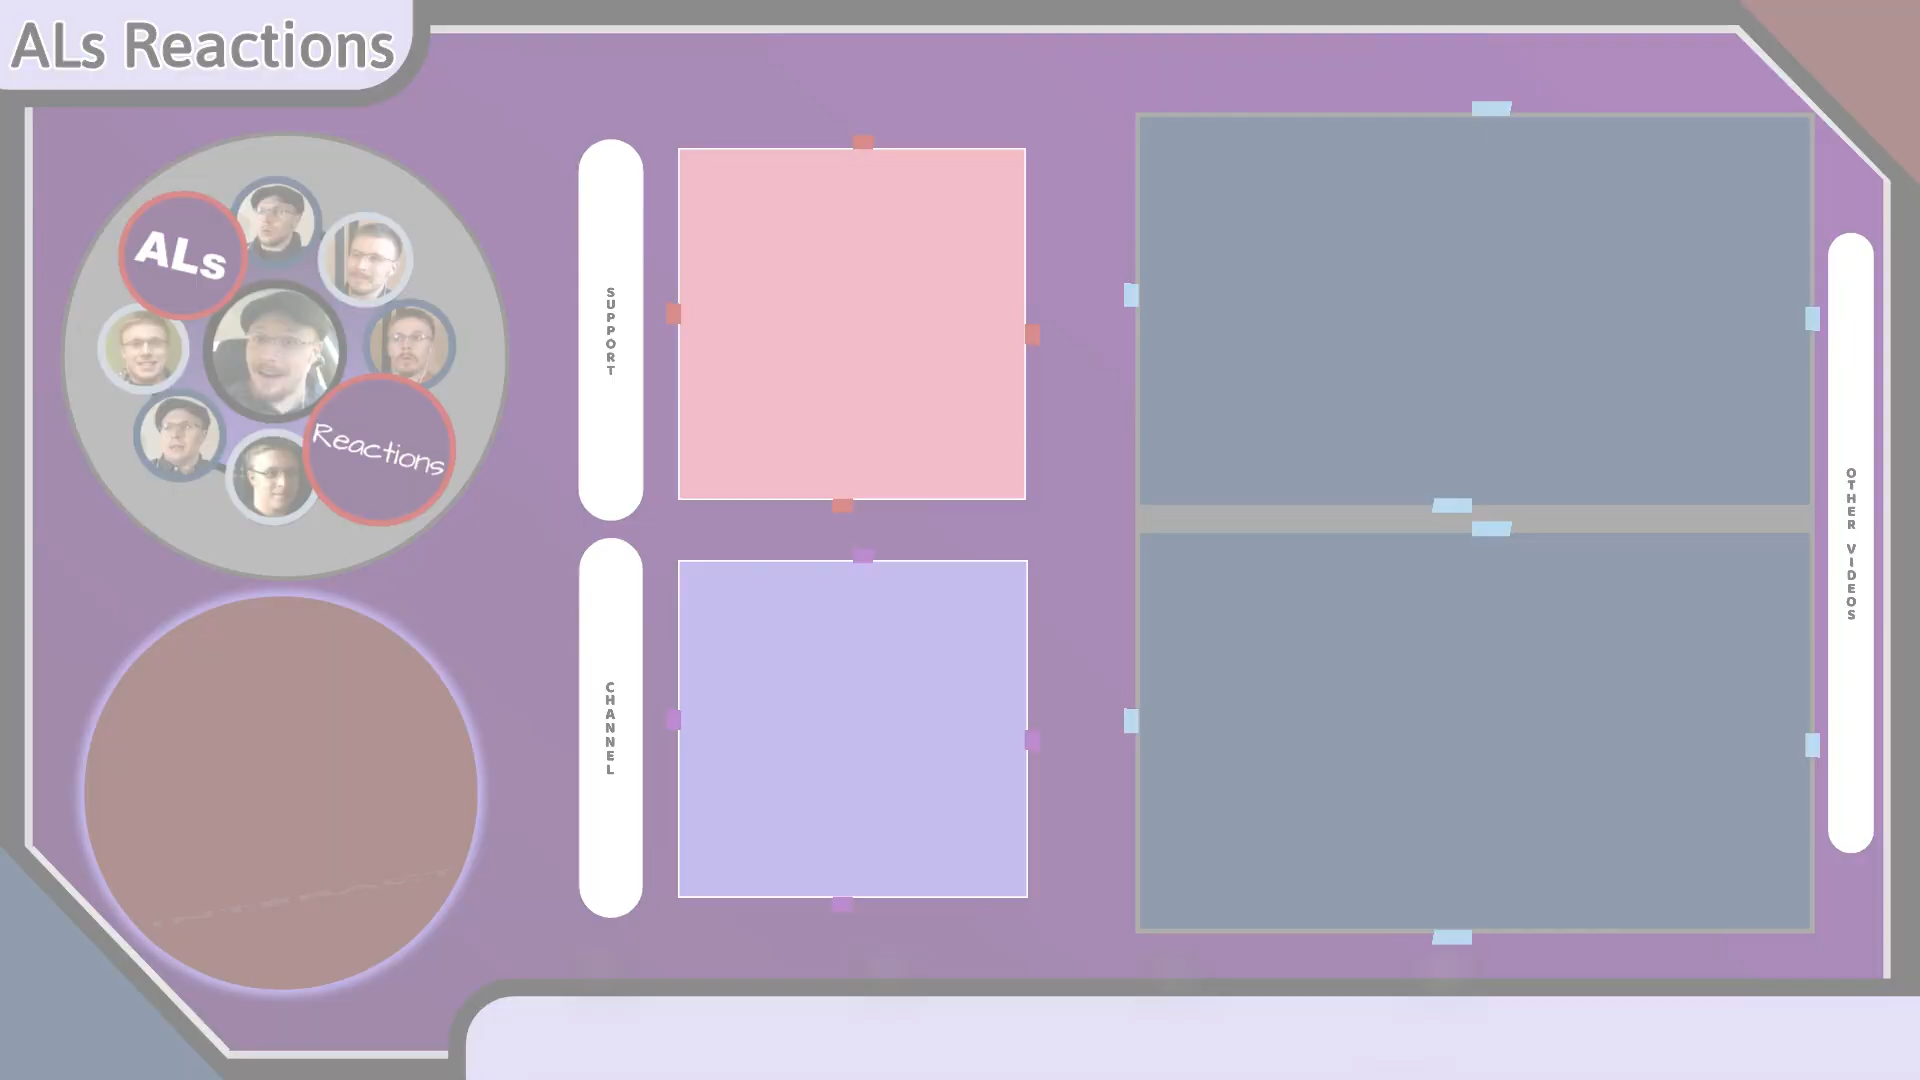 ALs Reactions
ALs
Reactions
SUPPORT
CHANNEL
OTHER VIDEOS